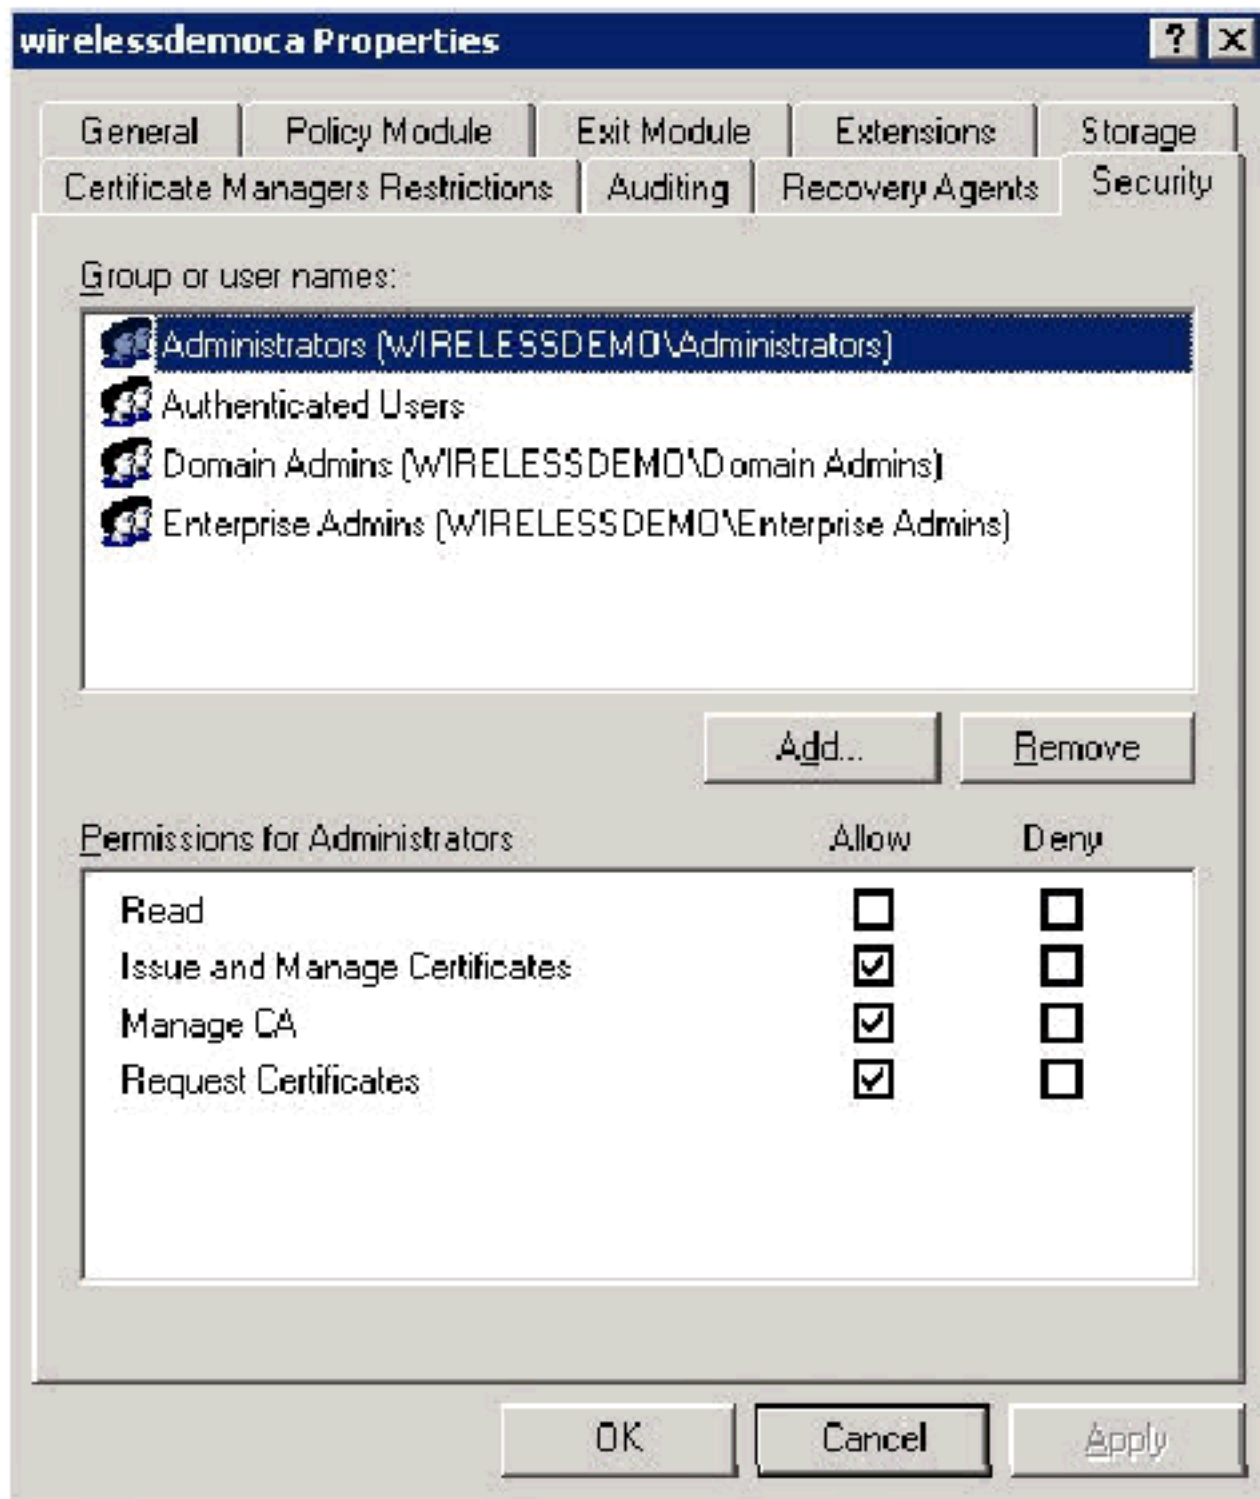 wirelessdemoca Properties
General Policy Module Exit Module Extensions Storage
Certificate Managers Restrictions Auditing Recovery Agents Security
Group or user names:
Administrators (WIRELESSDEMO\Administrators)
Authenticated Users
Domain Admins (WIRELESSDEMO\Domain Admins)
Enterprise Admins (WIRELESSDEMO\Enterprise Admins)
Add... Remove
Permissions for Administrators Allow Deny
Read
Issue and Manage Certificates
Manage CA
Request Certificates
OK Cancel Apply